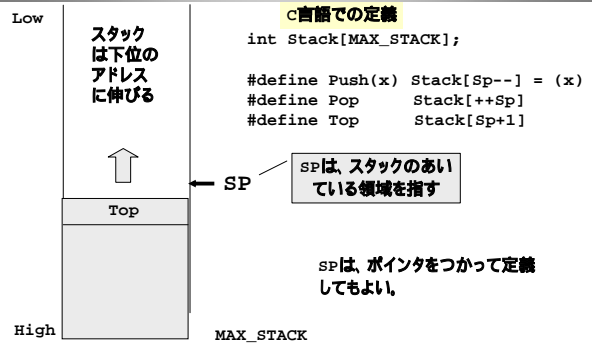 Low
スタック
は下位の
アドレス
に伸びる
C言語での定義
int Stack[MAX_STACK];
#define Push(x) Stack[Sp--] = (x)
#define Pop Stack[++Sp]
#define Top Stack[Sp+1]
SP
SPは、スタックのあい
ている領域を指す
Top
SPは、ポインタをつかって定義
してもよい。
High
MAX_STACK